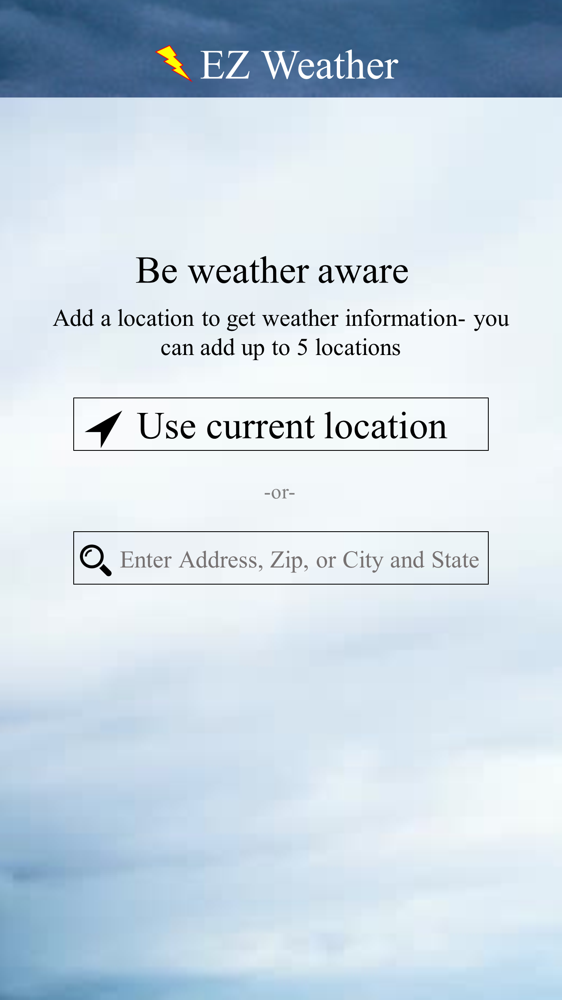 EZ Weather
Be weather aware
Add a location to get weather information- you
can add up to 5 locations
Use current location
-or-
Enter Address, Zip, or City and State